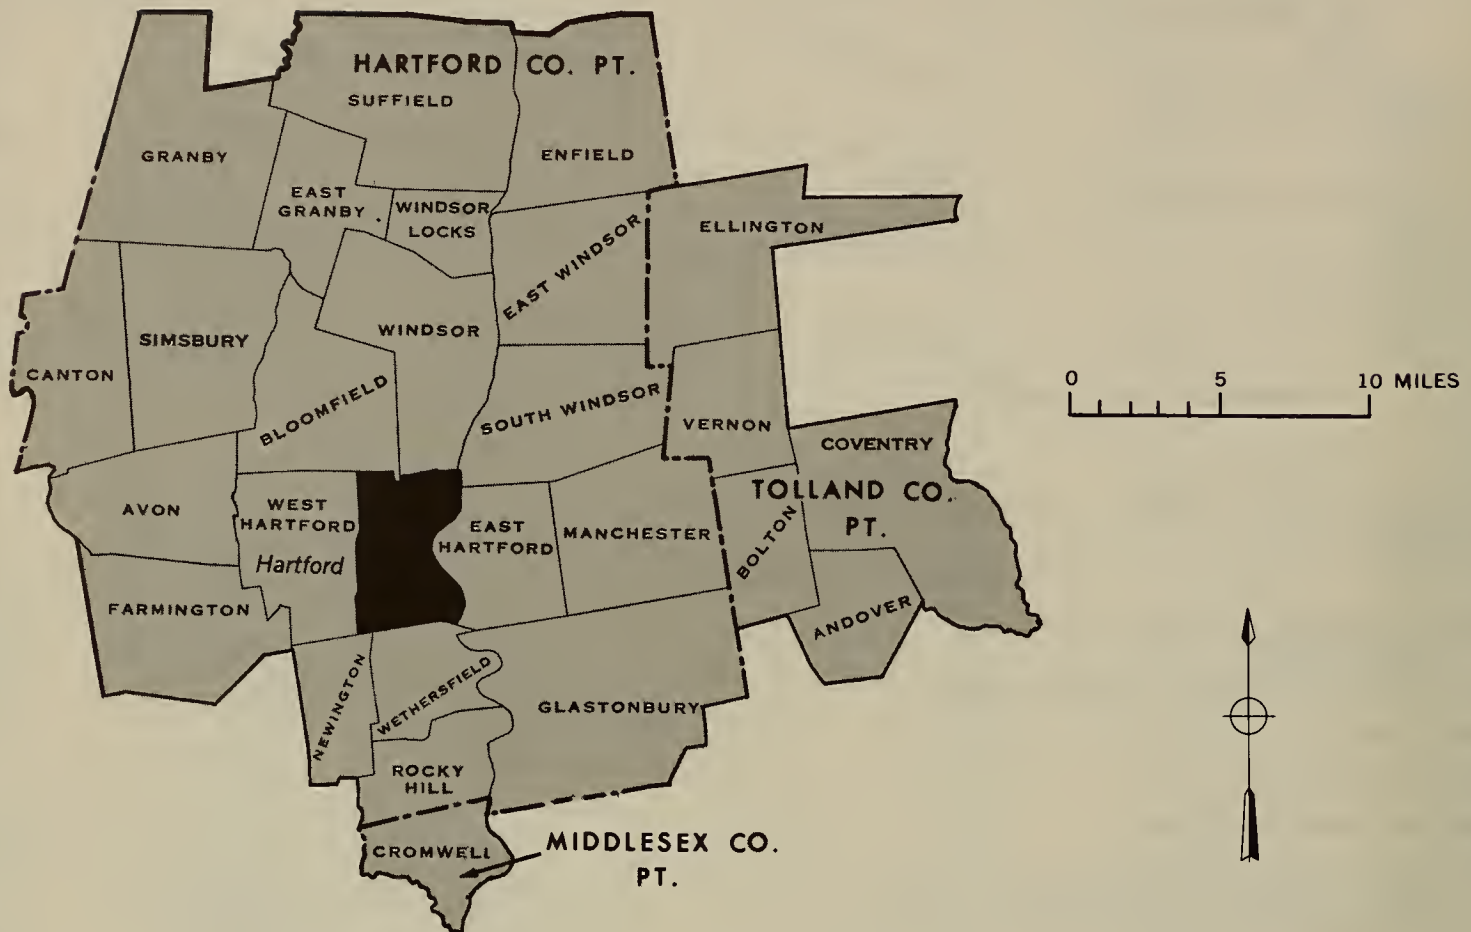 HARTFORD CO. PT.
SUFFIELD
GRANBY
ENFIELD
EAST
GRANBY
WINDSOR
LOCKS
EAST WINDSOR
ELLINGTON
SIMSBURY
WINDSOR
CANTON
BLOOMFIELD
SOUTH WINDSOR
VERNON
COVENTRY
0 5 10 MILES
TOLLAND CO.
PT.
AVON
WEST
HARTFORD
Hartford
EAST
HARTFORD
MANCHESTER
BOLTON
FARMINGTON
ANDOVER
NEWINGTON
WETHERSFIELD
GLASTONBURY
ROCKY
HILL
CROMWELL
MIDDLESEX CO.
PT.